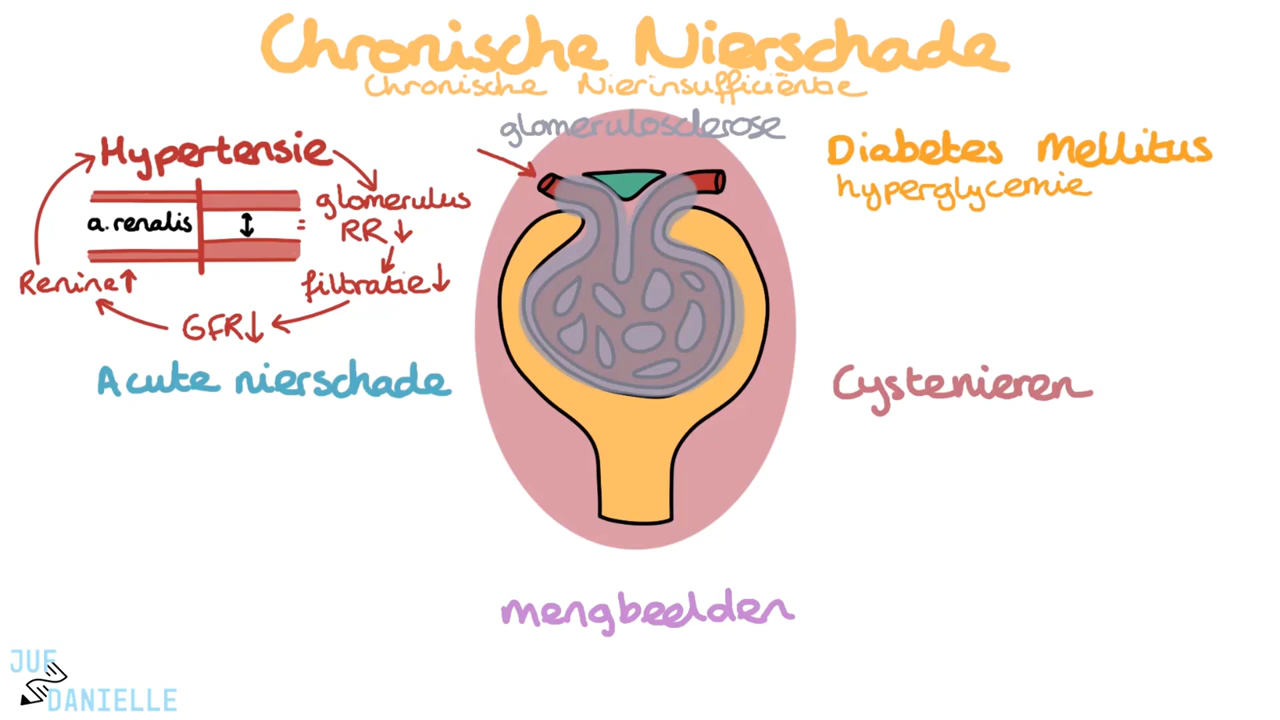 Chronische Nierschade
Chronische Nierinsufficiëntie
glomerulosclerose
Hypertensie
a. renalis
glomerulus
RR ↓
filtratie ↓
GFR ↓
Renine ↑
Diabetes Mellitus
hyperglycemie
Acute nierschade
Cystenieren
mengbeelden
JUF
DANIELLE